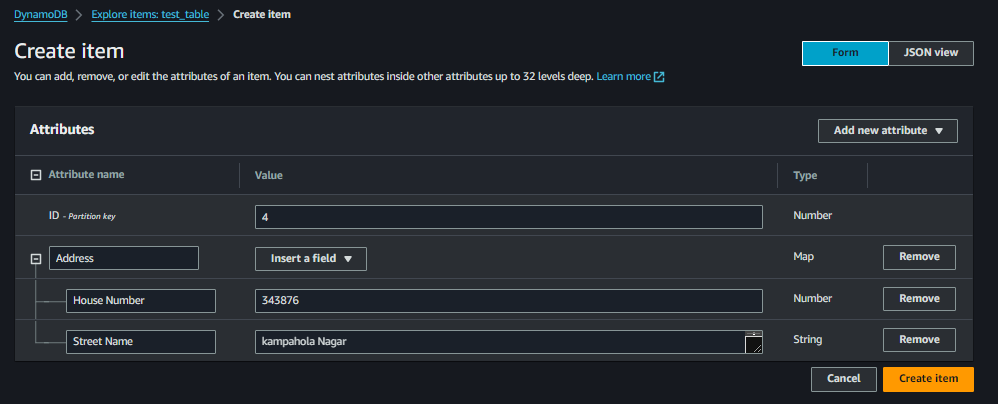 DynamoDB > Explore items: test_table > Create item
Create item
Form JSON view
You can add, remove, or edit the attributes of an item. You can nest attributes inside other attributes up to 32 levels deep. Learn more
Attributes
Add new attribute
Attribute name Value Type
ID - Partition key 4 Number
Address Insert a field Map Remove
House Number 343876 Number Remove
Street Name kampahola Nagar String Remove
Cancel Create item